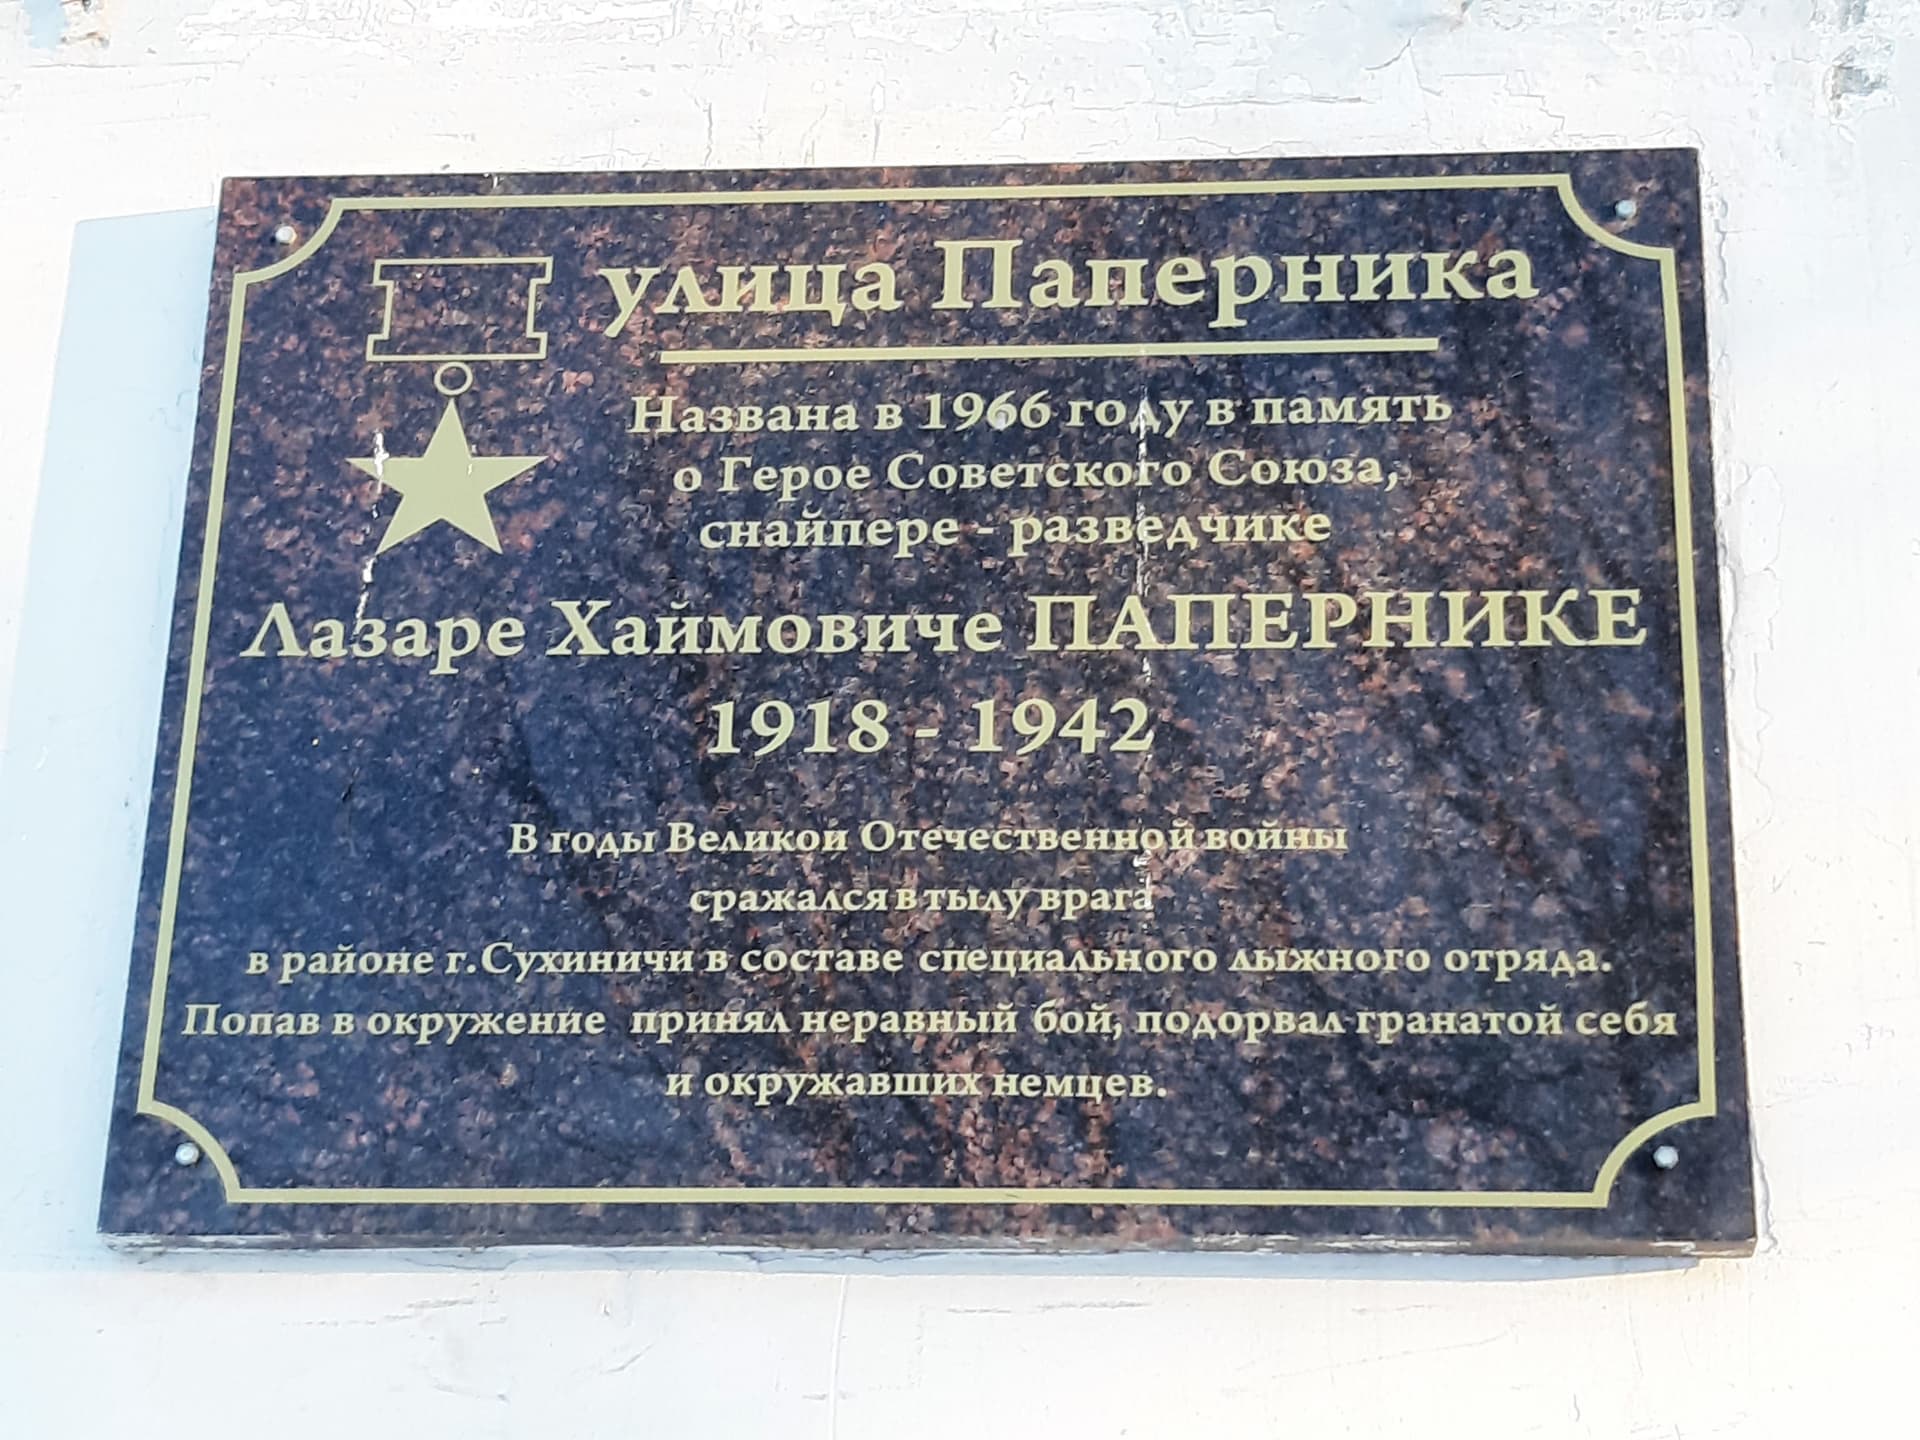 улица Паперника
Названа в 1966 году в память
о Герое Советского Союза,
снайпере - разведчике
Лазаре Хаймовиче ПАПЕРНИКЕ
1918 - 1942
В годы Великои Отечественной войны
сражался в тылу врага
в районе г.Сухиничи в составе специального лыжного отряда.
Попав в окружение принял неравный бой, подорвал гранатой себя
и окружавших немцев.